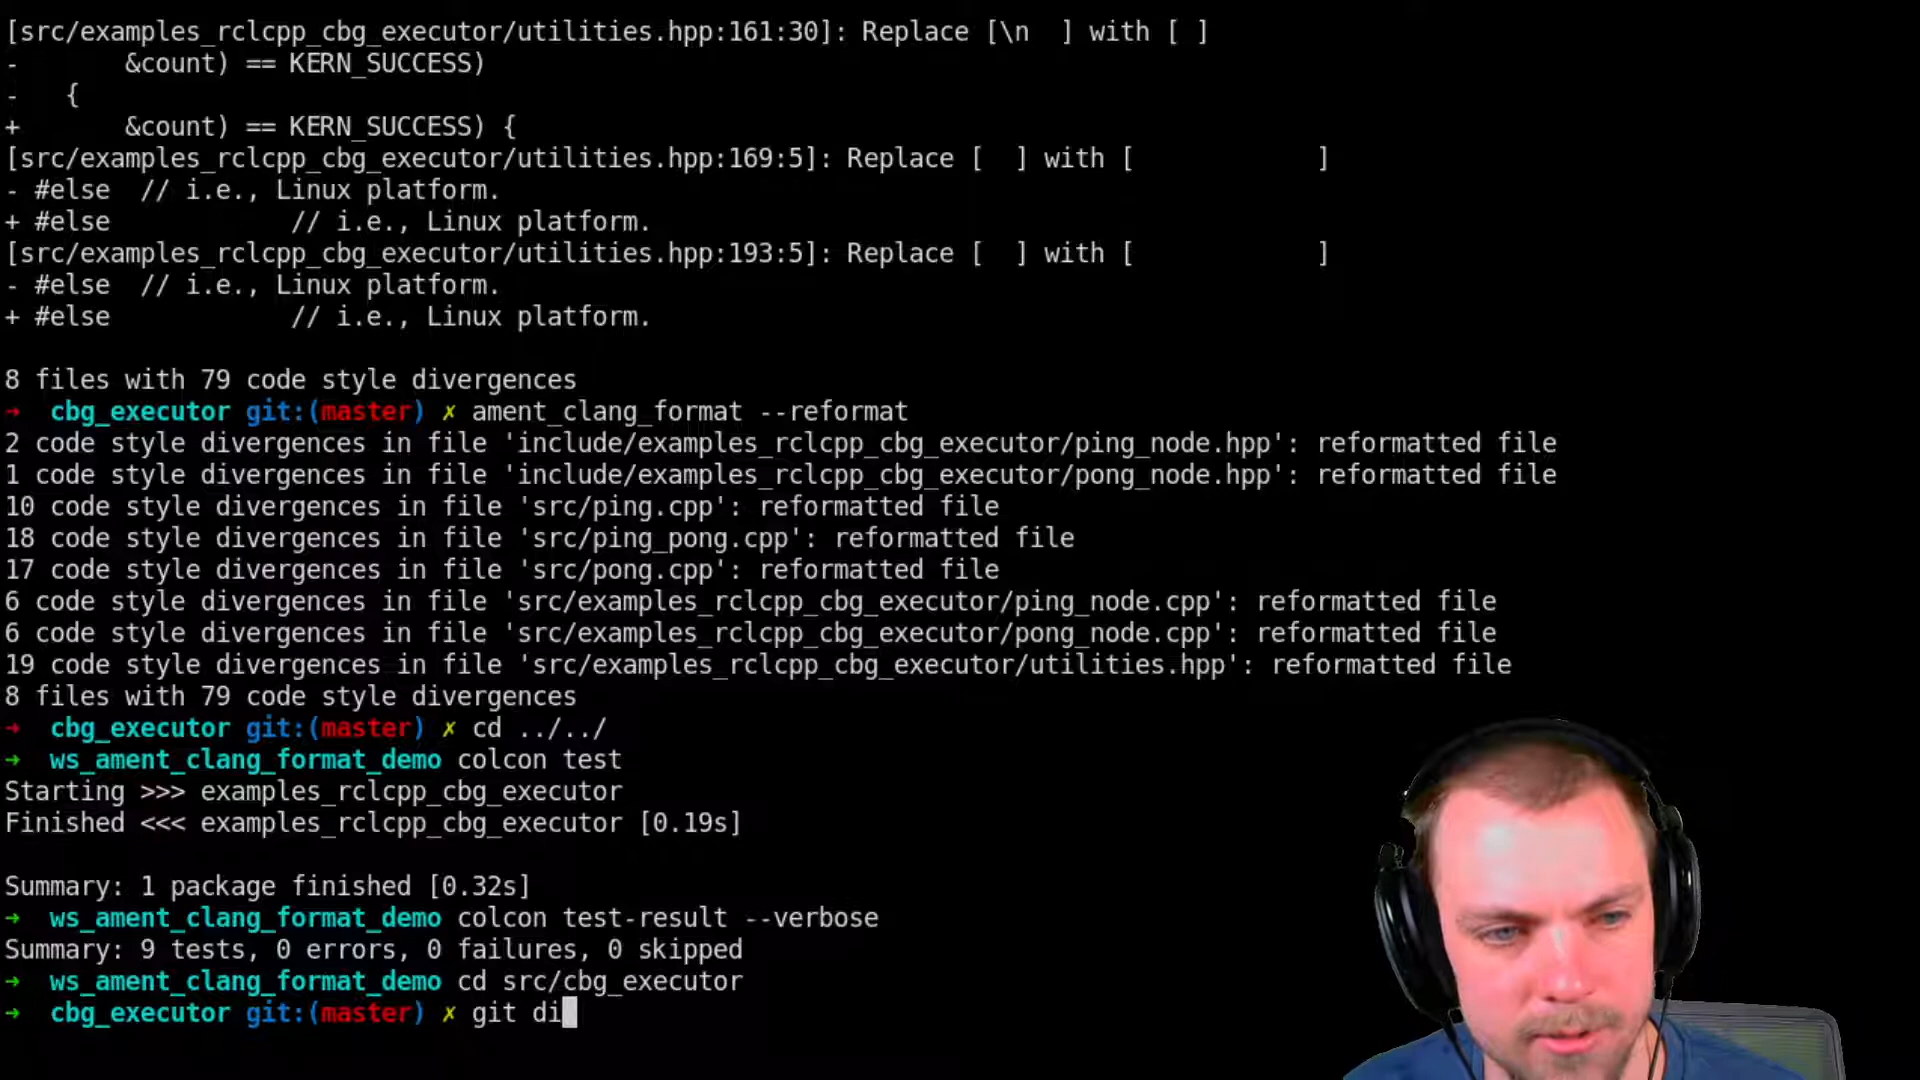 [src/examples_rclcpp_cbg_executor/utilities.hpp:161:30]: Replace [\n  ] with [ ]
-       &count) == KERN_SUCCESS)
-   {
+       &count) == KERN_SUCCESS) {
[src/examples_rclcpp_cbg_executor/utilities.hpp:169:5]: Replace [  ] with [            ]
- #else  // i.e., Linux platform.
+ #else            // i.e., Linux platform.
[src/examples_rclcpp_cbg_executor/utilities.hpp:193:5]: Replace [  ] with [            ]
- #else  // i.e., Linux platform.
+ #else            // i.e., Linux platform.
8 files with 79 code style divergences
→  cbg_executor git:(master) ✗ ament_clang_format --reformat
2 code style divergences in file 'include/examples_rclcpp_cbg_executor/ping_node.hpp': reformatted file
1 code style divergences in file 'include/examples_rclcpp_cbg_executor/pong_node.hpp': reformatted file
10 code style divergences in file 'src/ping.cpp': reformatted file
18 code style divergences in file 'src/ping_pong.cpp': reformatted file
17 code style divergences in file 'src/pong.cpp': reformatted file
6 code style divergences in file 'src/examples_rclcpp_cbg_executor/ping_node.cpp': reformatted file
6 code style divergences in file 'src/examples_rclcpp_cbg_executor/pong_node.cpp': reformatted file
19 code style divergences in file 'src/examples_rclcpp_cbg_executor/utilities.hpp': reformatted file
8 files with 79 code style divergences
→  cbg_executor git:(master) ✗ cd ../../
→  ws_ament_clang_format_demo colcon test
Starting >>> examples_rclcpp_cbg_executor
Finished <<< examples_rclcpp_cbg_executor [0.19s]
Summary: 1 package finished [0.32s]
→  ws_ament_clang_format_demo colcon test-result --verbose
Summary: 9 tests, 0 errors, 0 failures, 0 skipped
→  ws_ament_clang_format_demo cd src/cbg_executor
→  cbg_executor git:(master) ✗ git di